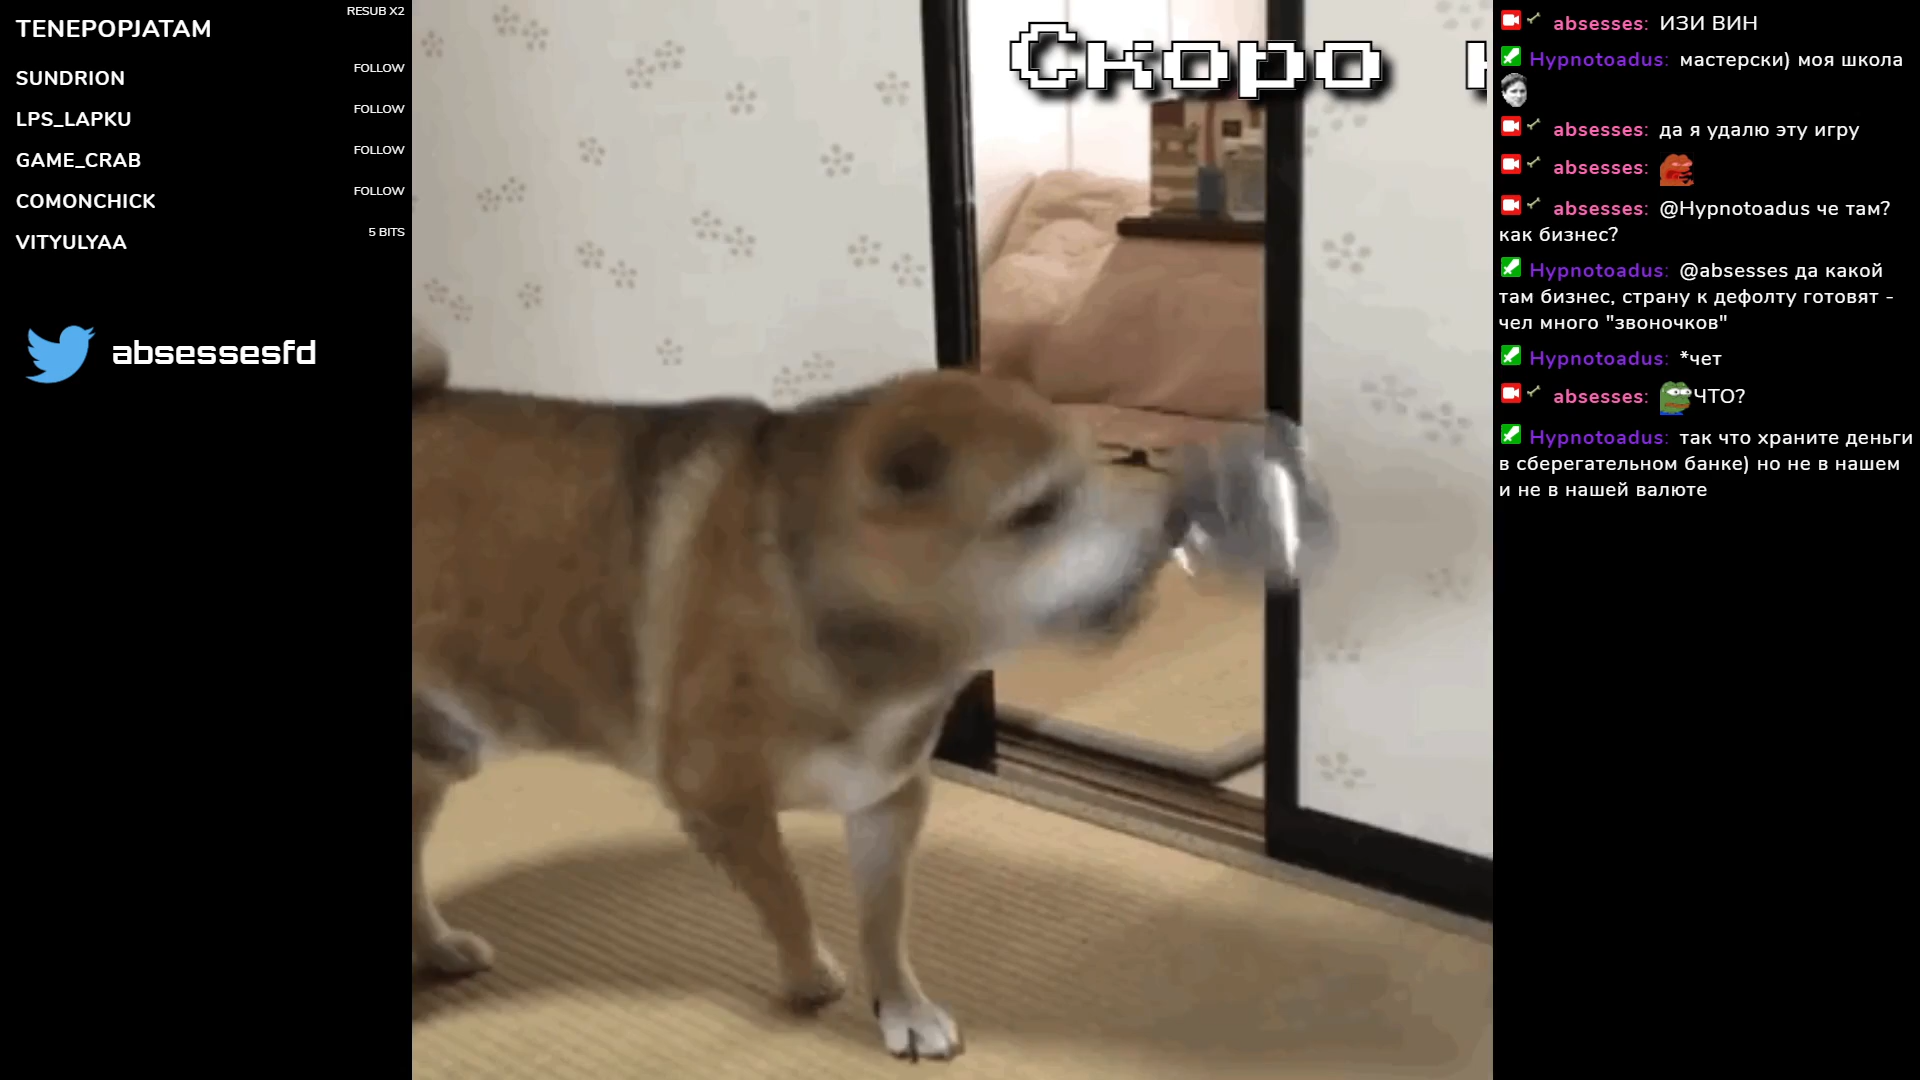 TENEPOPJATAM RESUB X2
SUNDRION FOLLOW
LPS_LAPKU FOLLOW
GAME_CRAB FOLLOW
COMONCHICK FOLLOW
VITYULYAA 5 BITS
absessesfd
Скоро
absesses: ИЗИ ВИН
Hypnotoadus: мастерски) моя школа
absesses: да я удалю эту игру
absesses:
absesses: @Hypnotoadus че там?
как бизнес?
Hypnotoadus: @absesses да какой
там бизнес, страну к дефолту готовят -
чел много "звоночков"
Hypnotoadus: *чет
absesses: ЧТО?
Hypnotoadus: так что храните деньги
в сберегательном банке) но не в нашем
и не в нашей валюте